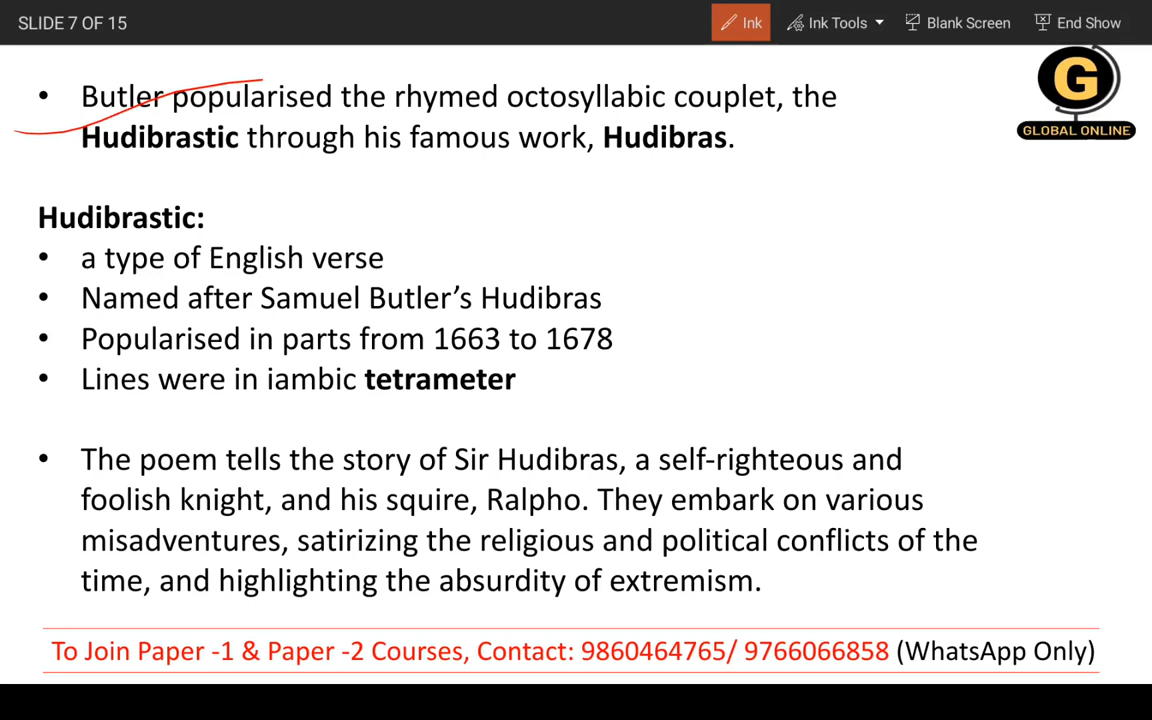 SLIDE 7 OF 15
Ink
Ink Tools
Blank Screen
End Show
G
GLOBAL ONLINE
• Butler popularised the rhymed octosyllabic couplet, the
Hudibrastic through his famous work, Hudibras.
Hudibrastic:
• a type of English verse
• Named after Samuel Butler’s Hudibras
• Popularised in parts from 1663 to 1678
• Lines were in iambic tetrameter
• The poem tells the story of Sir Hudibras, a self-righteous and
foolish knight, and his squire, Ralpho. They embark on various
misadventures, satirizing the religious and political conflicts of the
time, and highlighting the absurdity of extremism.
To Join Paper -1 & Paper -2 Courses, Contact: 9860464765/ 9766066858 (WhatsApp Only)